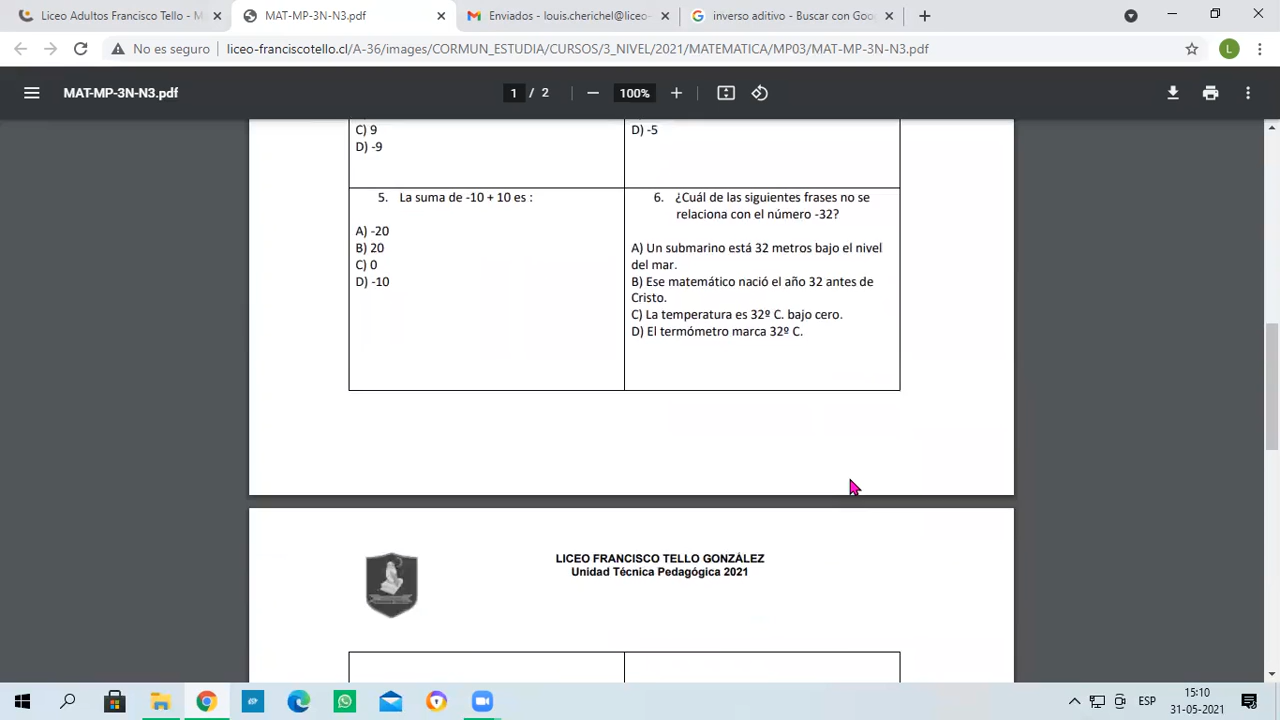 Liceo Adultos Francisco Tello - M
MAT-MP-3N-N3.pdf
Enviados - louis.cherichel@liceo-
inverso aditivo - Buscar con Goo
No es seguro
liceo-franciscotello.cl/A-36/images/CORMUN_ESTUDIA/CURSOS/3_NIVEL/2021/MATEMATICA/MP03/MAT-MP-3N-N3.pdf
L
MAT-MP-3N-N3.pdf
1 / 2
100%
C) 9
D) -9
D) -5
5. La suma de -10 + 10 es :
A) -20
B) 20
C) 0
D) -10
6. ¿Cuál de las siguientes frases no se
relaciona con el número -32?
A) Un submarino está 32 metros bajo el nivel
del mar.
B) Ese matemático nació el año 32 antes de
Cristo.
C) La temperatura es 32º C. bajo cero.
D) El termómetro marca 32º C.
LICEO FRANCISCO TELLO GONZÁLEZ
Unidad Técnica Pedagógica 2021
ESP
15:10
31-05-2021